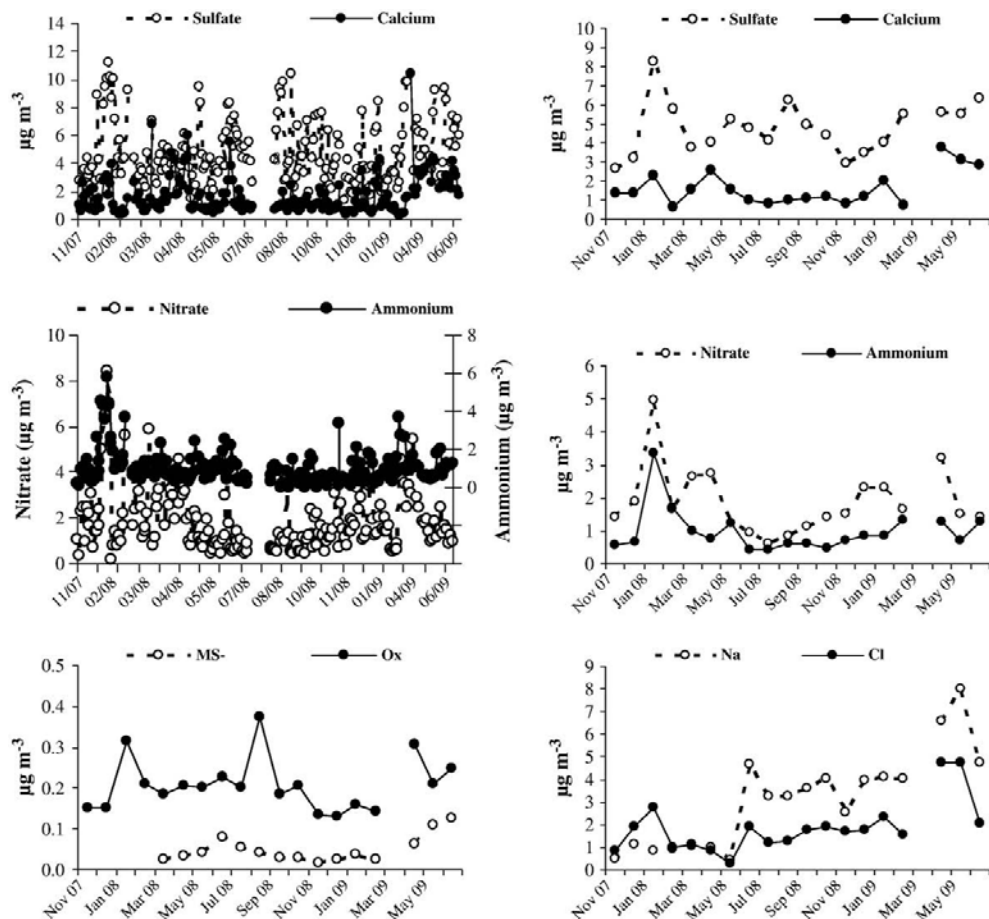 Sulfate Calcium
µg m-3
14
12
10
8
6
4
2
0
11/07 02/08 03/08 04/08 05/08 07/08 08/08 10/08 11/08 01/09 04/09 06/09
Sulfate Calcium
µg m-3
10
9
8
7
6
5
4
3
2
1
0
Nov 07 Jan 08 Mar 08 May 08 Jul 08 Sep 08 Nov 08 Jan 09 Mar 09 May 09
Nitrate Ammonium
Nitrate (µg m-3)
10
8
6
4
2
0
Ammonium (µg m-3)
8
6
4
2
0
11/07 02/08 03/08 04/08 05/08 07/08 08/08 10/08 11/08 01/09 04/09 06/09
Nitrate Ammonium
µg m-3
6
5
4
3
2
1
0
Nov 07 Jan 08 Mar 08 May 08 Jul 08 Sep 08 Nov 08 Jan 09 Mar 09 May 09
MS- Ox
µg m-3
0.5
0.4
0.3
0.2
0.1
0.0
Nov 07 Jan 08 Mar 08 May 08 Jul 08 Sep 08 Nov 08 Jan 09 Mar 09 May 09
Na Cl
µg m-3
9
8
7
6
5
4
3
2
1
0
Nov 07 Jan 08 Mar 08 May 08 Jul 08 Sep 08 Nov 08 Jan 09 Mar 09 May 09